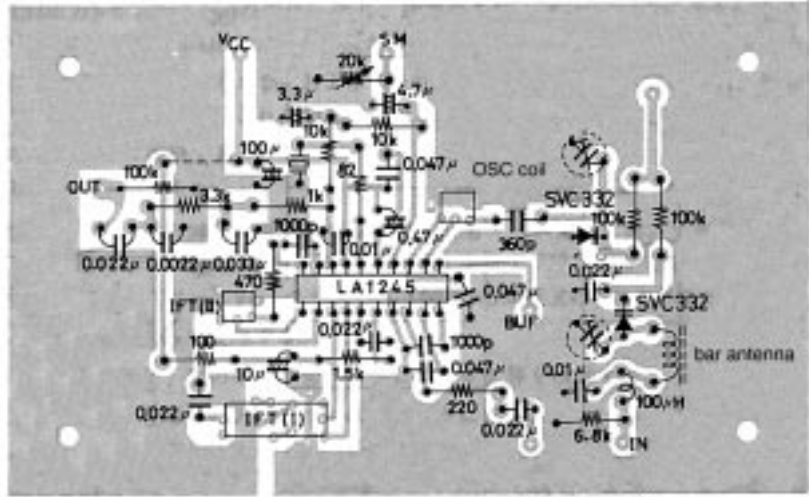 VCC
SM
20k
3.3μ
4.7μ
10k
10k
100μ
82
0.047μ
OSC coil
100k
OUT
3.3k
1k
SVC332
100k
100k
1000p
0.01μ
0.47μ
360p
0.022μ
0.0022μ
0.033μ
470
LA1245
0.047μ
0.022μ
IFT(II)
BUF
SVC332
0.022μ
100
1000p
10μ
1.5k
0.047μ
0.01μ
bar antenna
0.022μ
220
100μH
IFT(I)
0.022μ
6.8k
IN